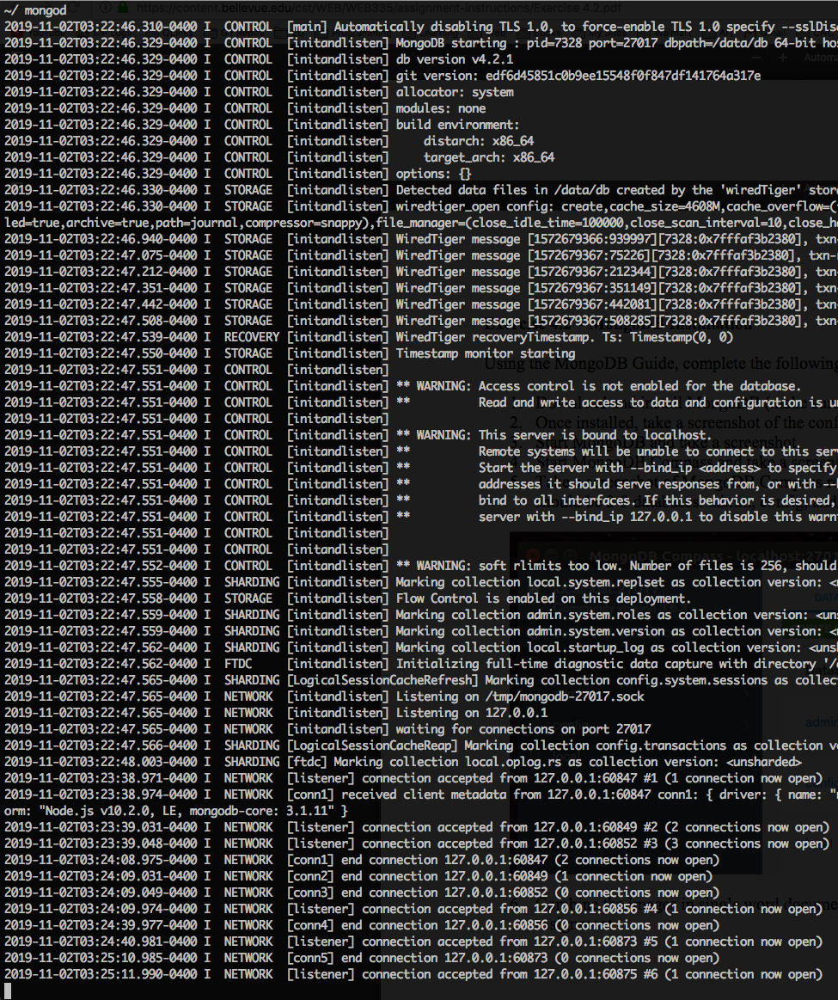 https://content.bellevue.edu/cst/WEB/WEB335/assignment-instructions/Exercise 4.2.pdf
~/ mongod
2019-11-02T03:22:46.310-0400 I  CONTROL  [main] Automatically disabling TLS 1.0, to force-enable TLS 1.0 specify --sslDisa
2019-11-02T03:22:46.329-0400 I  CONTROL  [initandlisten] MongoDB starting : pid=7328 port=27017 dbpath=/data/db 64-bit hos
2019-11-02T03:22:46.329-0400 I  CONTROL  [initandlisten] db version v4.2.1
2019-11-02T03:22:46.329-0400 I  CONTROL  [initandlisten] git version: edf6d45851c0b9ee15548f0f847df141764a317e
2019-11-02T03:22:46.329-0400 I  CONTROL  [initandlisten] allocator: system
2019-11-02T03:22:46.329-0400 I  CONTROL  [initandlisten] modules: none
2019-11-02T03:22:46.329-0400 I  CONTROL  [initandlisten] build environment:
2019-11-02T03:22:46.329-0400 I  CONTROL  [initandlisten]     distarch: x86_64
2019-11-02T03:22:46.329-0400 I  CONTROL  [initandlisten]     target_arch: x86_64
2019-11-02T03:22:46.329-0400 I  CONTROL  [initandlisten] options: {}
2019-11-02T03:22:46.330-0400 I  STORAGE  [initandlisten] Detected data files in /data/db created by the 'wiredTiger' stora
2019-11-02T03:22:46.330-0400 I  STORAGE  [initandlisten] wiredtiger_open config: create,cache_size=4608M,cache_overflow=(
led=true,archive=true,path=journal,compressor=snappy),file_manager=(close_idle_time=100000,close_scan_interval=10,close_ha
2019-11-02T03:22:46.940-0400 I  STORAGE  [initandlisten] WiredTiger message [1572679366:939997][7328:0x7fffaf3b2380], txn-
2019-11-02T03:22:47.075-0400 I  STORAGE  [initandlisten] WiredTiger message [1572679367:75226][7328:0x7fffaf3b2380], txn-
2019-11-02T03:22:47.212-0400 I  STORAGE  [initandlisten] WiredTiger message [1572679367:212344][7328:0x7fffaf3b2380], txn-
2019-11-02T03:22:47.351-0400 I  STORAGE  [initandlisten] WiredTiger message [1572679367:351149][7328:0x7fffaf3b2380], txn-
2019-11-02T03:22:47.442-0400 I  STORAGE  [initandlisten] WiredTiger message [1572679367:442081][7328:0x7fffaf3b2380], txn-
2019-11-02T03:22:47.508-0400 I  STORAGE  [initandlisten] WiredTiger message [1572679367:508285][7328:0x7fffaf3b2380], txn-
2019-11-02T03:22:47.539-0400 I  RECOVERY [initandlisten] WiredTiger recoveryTimestamp. Ts: Timestamp(0, 0)
2019-11-02T03:22:47.550-0400 I  STORAGE  [initandlisten] Timestamp monitor starting
2019-11-02T03:22:47.551-0400 I  CONTROL  [initandlisten]
2019-11-02T03:22:47.551-0400 I  CONTROL  [initandlisten] ** WARNING: Access control is not enabled for the database.
2019-11-02T03:22:47.551-0400 I  CONTROL  [initandlisten] **          Read and write access to data and configuration is un
2019-11-02T03:22:47.551-0400 I  CONTROL  [initandlisten]
2019-11-02T03:22:47.551-0400 I  CONTROL  [initandlisten] ** WARNING: This server is bound to localhost.
2019-11-02T03:22:47.551-0400 I  CONTROL  [initandlisten] **          Remote systems will be unable to connect to this serv
2019-11-02T03:22:47.551-0400 I  CONTROL  [initandlisten] **          Start the server with --bind_ip <address> to specify
2019-11-02T03:22:47.551-0400 I  CONTROL  [initandlisten] **          addresses it should serve responses from, or with --b
2019-11-02T03:22:47.551-0400 I  CONTROL  [initandlisten] **          bind to all interfaces. If this behavior is desired,
2019-11-02T03:22:47.551-0400 I  CONTROL  [initandlisten] **          server with --bind_ip 127.0.0.1 to disable this warn
2019-11-02T03:22:47.551-0400 I  CONTROL  [initandlisten]
2019-11-02T03:22:47.551-0400 I  CONTROL  [initandlisten]
2019-11-02T03:22:47.552-0400 I  CONTROL  [initandlisten] ** WARNING: soft rlimits too low. Number of files is 256, should
2019-11-02T03:22:47.555-0400 I  SHARDING [initandlisten] Marking collection local.system.replset as collection version: <u
2019-11-02T03:22:47.558-0400 I  STORAGE  [initandlisten] Flow Control is enabled on this deployment.
2019-11-02T03:22:47.559-0400 I  SHARDING [initandlisten] Marking collection admin.system.roles as collection version: <uns
2019-11-02T03:22:47.559-0400 I  SHARDING [initandlisten] Marking collection admin.system.version as collection version: <u
2019-11-02T03:22:47.562-0400 I  SHARDING [initandlisten] Marking collection local.startup_log as collection version: <unsh
2019-11-02T03:22:47.562-0400 I  FTDC     [initandlisten] Initializing full-time diagnostic data capture with directory '/d
2019-11-02T03:22:47.565-0400 I  SHARDING [LogicalSessionCacheRefresh] Marking collection config.system.sessions as collect
2019-11-02T03:22:47.565-0400 I  NETWORK  [initandlisten] Listening on /tmp/mongodb-27017.sock
2019-11-02T03:22:47.565-0400 I  NETWORK  [initandlisten] Listening on 127.0.0.1
2019-11-02T03:22:47.565-0400 I  NETWORK  [initandlisten] waiting for connections on port 27017
2019-11-02T03:22:47.566-0400 I  SHARDING [LogicalSessionCacheReap] Marking collection config.transactions as collection ve
2019-11-02T03:22:48.003-0400 I  SHARDING [ftdc] Marking collection local.oplog.rs as collection version: <unsharded>
2019-11-02T03:23:38.971-0400 I  NETWORK  [listener] connection accepted from 127.0.0.1:60847 #1 (1 connection now open)
2019-11-02T03:23:38.974-0400 I  NETWORK  [conn1] received client metadata from 127.0.0.1:60847 conn1: { driver: { name: "n
orm: "Node.js v10.2.0, LE, mongodb-core: 3.1.11" }
2019-11-02T03:23:39.031-0400 I  NETWORK  [listener] connection accepted from 127.0.0.1:60849 #2 (2 connections now open)
2019-11-02T03:23:39.048-0400 I  NETWORK  [listener] connection accepted from 127.0.0.1:60852 #3 (3 connections now open)
2019-11-02T03:24:08.975-0400 I  NETWORK  [conn1] end connection 127.0.0.1:60847 (2 connections now open)
2019-11-02T03:24:09.031-0400 I  NETWORK  [conn2] end connection 127.0.0.1:60849 (1 connection now open)
2019-11-02T03:24:09.049-0400 I  NETWORK  [conn3] end connection 127.0.0.1:60852 (0 connections now open)
2019-11-02T03:24:09.974-0400 I  NETWORK  [listener] connection accepted from 127.0.0.1:60856 #4 (1 connection now open)
2019-11-02T03:24:39.977-0400 I  NETWORK  [conn4] end connection 127.0.0.1:60856 (0 connections now open)
2019-11-02T03:24:40.981-0400 I  NETWORK  [listener] connection accepted from 127.0.0.1:60873 #5 (1 connection now open)
2019-11-02T03:25:10.985-0400 I  NETWORK  [conn5] end connection 127.0.0.1:60873 (0 connections now open)
2019-11-02T03:25:11.990-0400 I  NETWORK  [listener] connection accepted from 127.0.0.1:60875 #6 (1 connection now open)
Using the MongoDB Guide, complete the following
2. Once installed, take a screenshot of the conf
3. Start MongoDB and take a screenshot
MongoDB Compass - localhost:2701